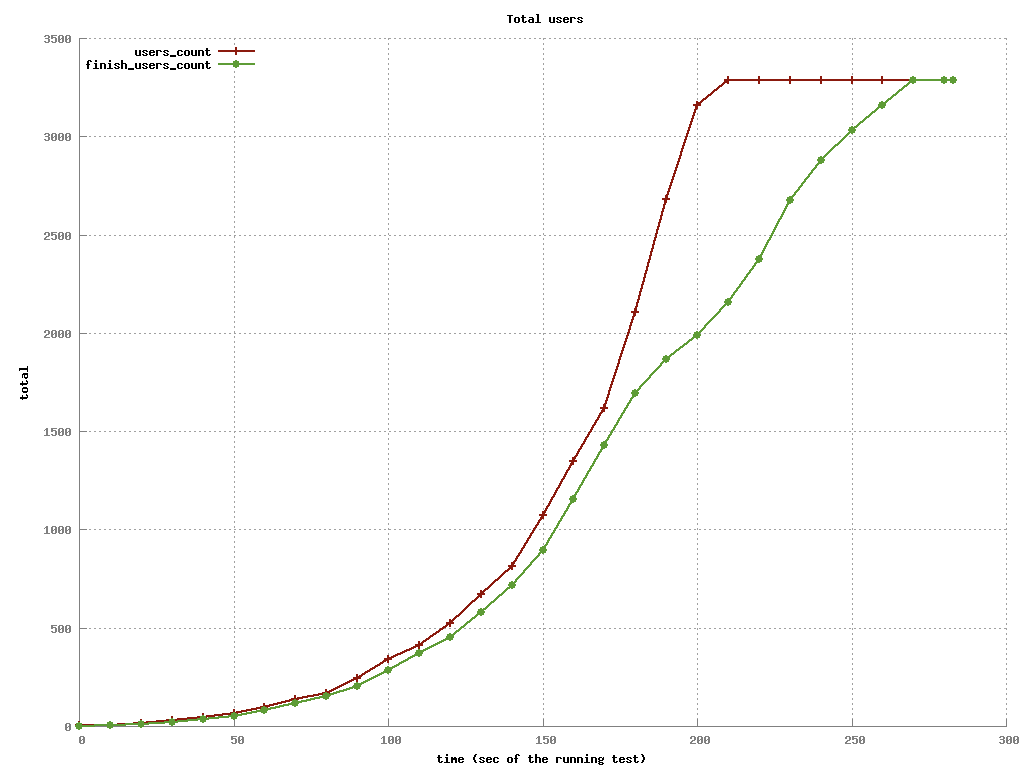 Total users
users_count
finish_users_count
3500
3000
2500
2000
1500
1000
500
0
total
0 50 100 150 200 250 300
time (sec of the running test)